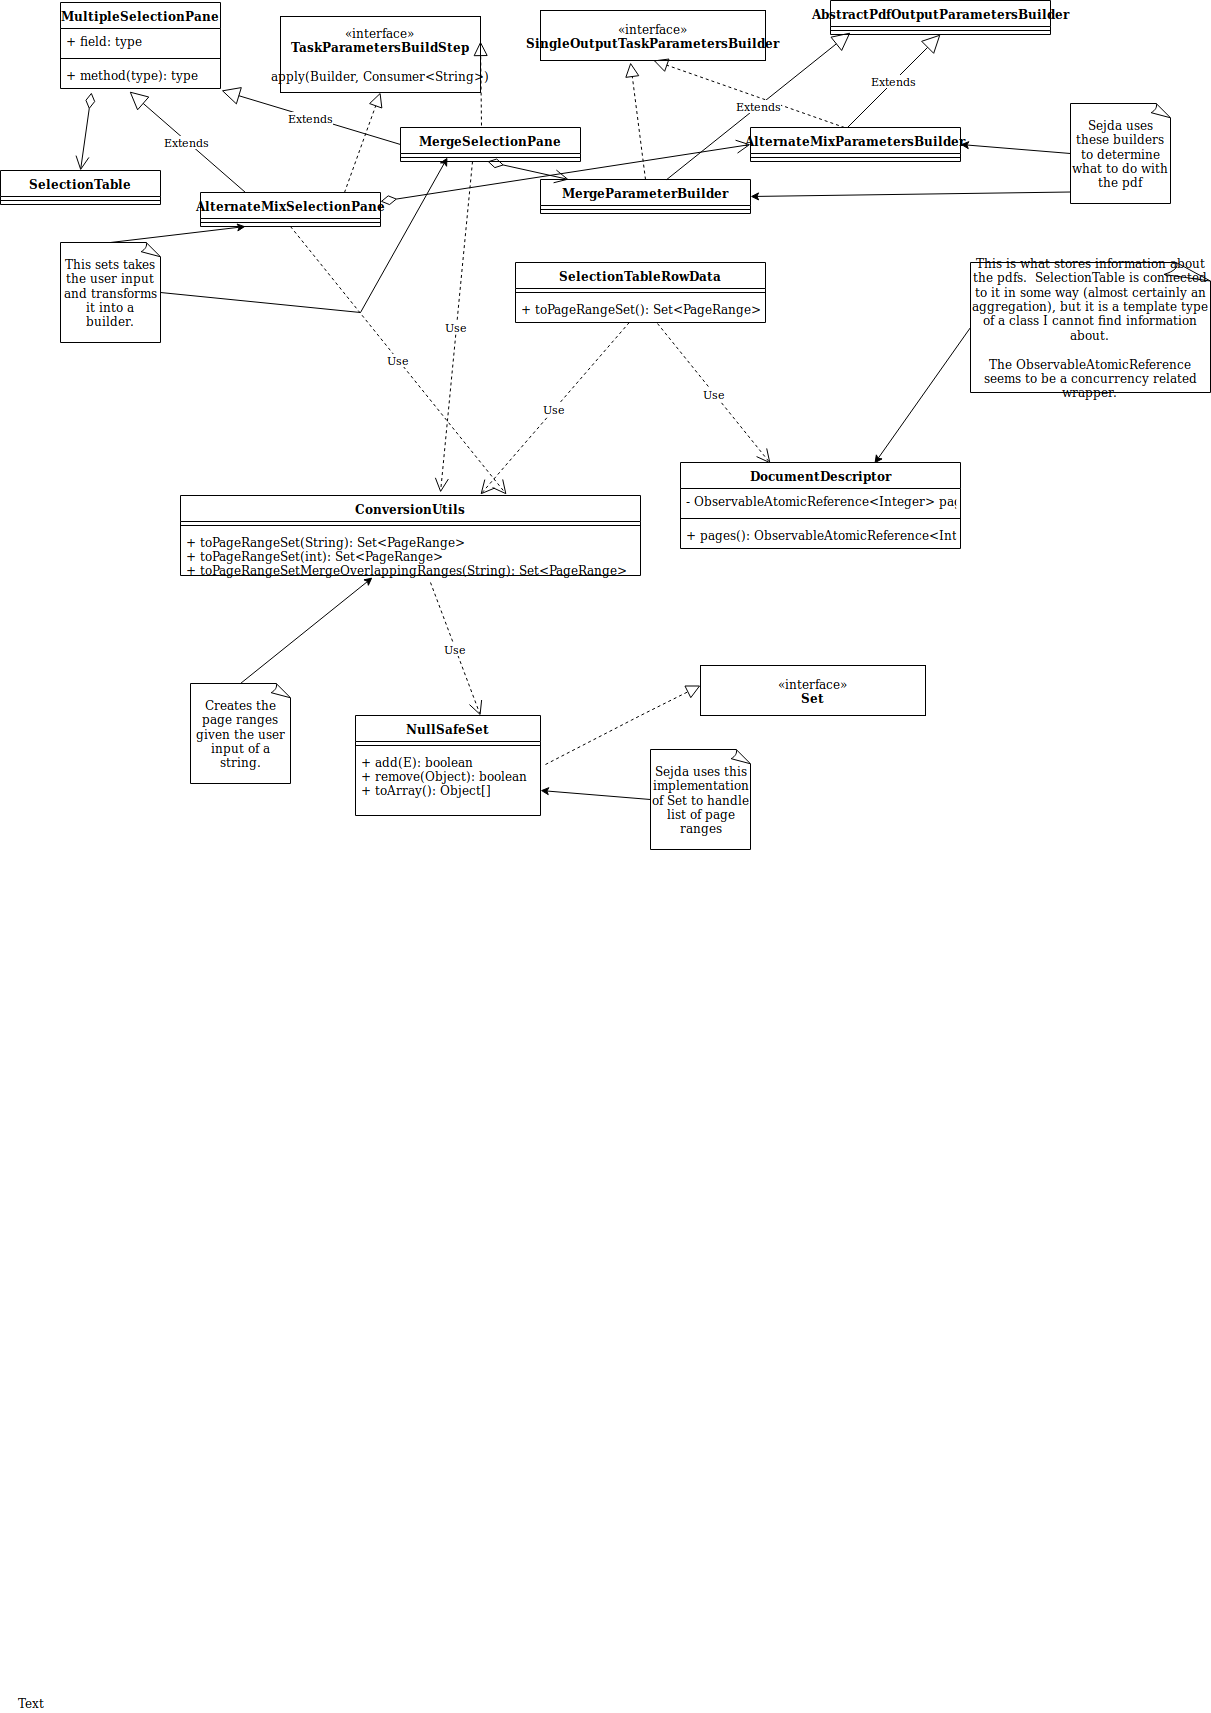 MultipleSelectionPane
+ field: type
+ method(type): type
«interface»
TaskParametersBuildStep
apply(Builder, Consumer<String>)
«interface»
SingleOutputTaskParametersBuilder
AbstractPdfOutputParametersBuilder
Extends
Extends
Extends
Extends
Sejda uses
these builders
to determine
what to do with
the pdf
MergeSelectionPane
AlternateMixParametersBuilder
SelectionTable
AlternateMixSelectionPane
MergeParameterBuilder
This sets takes
the user input
and transforms
it into a
builder.
SelectionTableRowData
+ toPageRangeSet(): Set<PageRange>
This is what stores information about
the pdfs.  SelectionTable is connected
to it in some way (almost certainly an
aggregation), but it is a template type
of a class I cannot find information
about.
The ObservableAtomicReference
seems to be a concurrency related
wrapper.
Use
Use
Use
Use
DocumentDescriptor
- ObservableAtomicReference<Integer> pag
+ pages(): ObservableAtomicReference<Int
ConversionUtils
+ toPageRangeSet(String): Set<PageRange>
+ toPageRangeSet(int): Set<PageRange>
+ toPageRangeSetMergeOverlappingRanges(String): Set<PageRange>
Use
Creates the
page ranges
given the user
input of a
string.
«interface»
Set
NullSafeSet
+ add(E): boolean
+ remove(Object): boolean
+ toArray(): Object[]
Sejda uses this
implementation
of Set to handle
list of page
ranges
Text